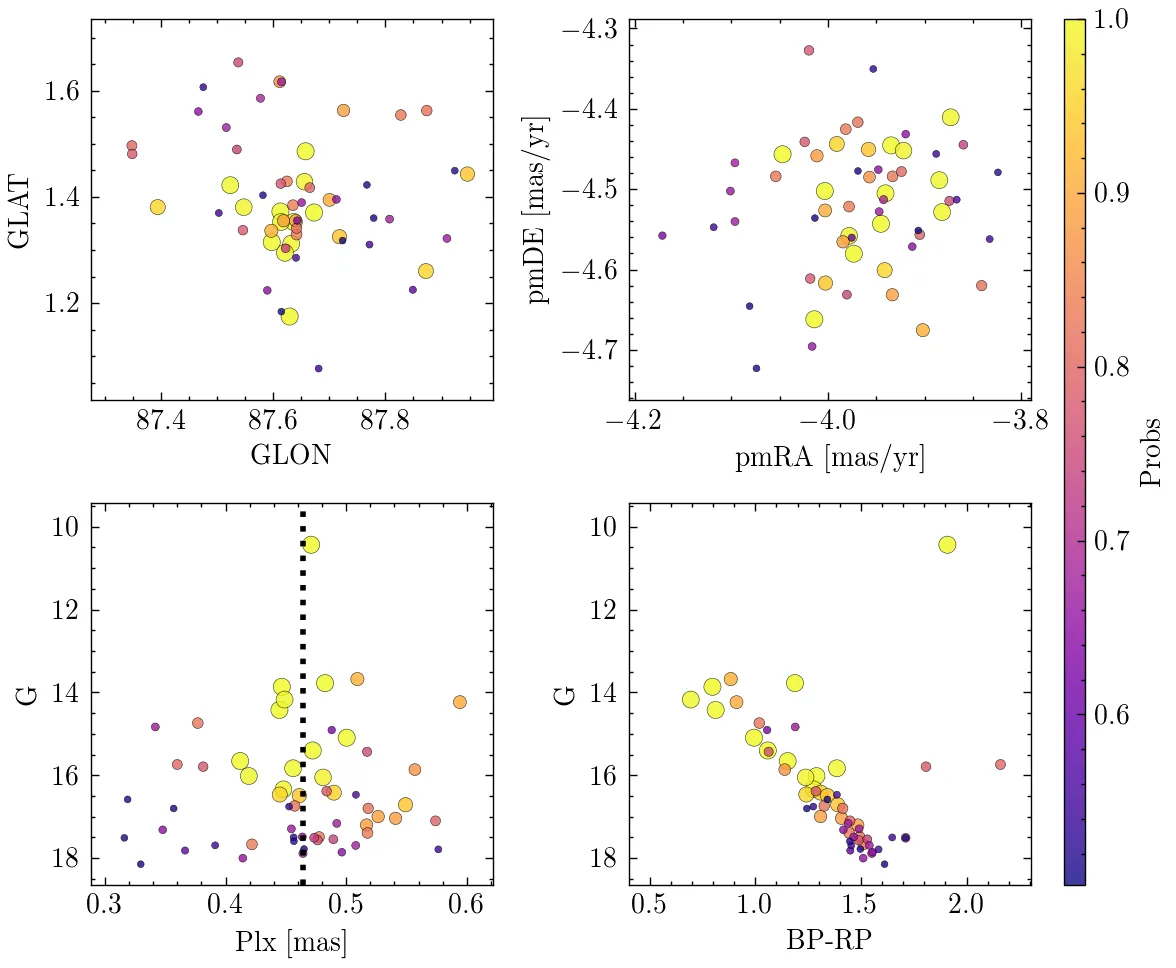 1.6
1.4
1.2
GLAT
87.4 87.6 87.8
GLON
−4.3
−4.4
−4.5
−4.6
−4.7
pmDE [mas/yr]
−4.2 −4.0 −3.8
pmRA [mas/yr]
10
12
14
16
18
G
0.3 0.4 0.5 0.6
Plx [mas]
10
12
14
16
18
G
0.5 1.0 1.5 2.0
BP-RP
1.0
0.9
0.8
0.7
0.6
Probs